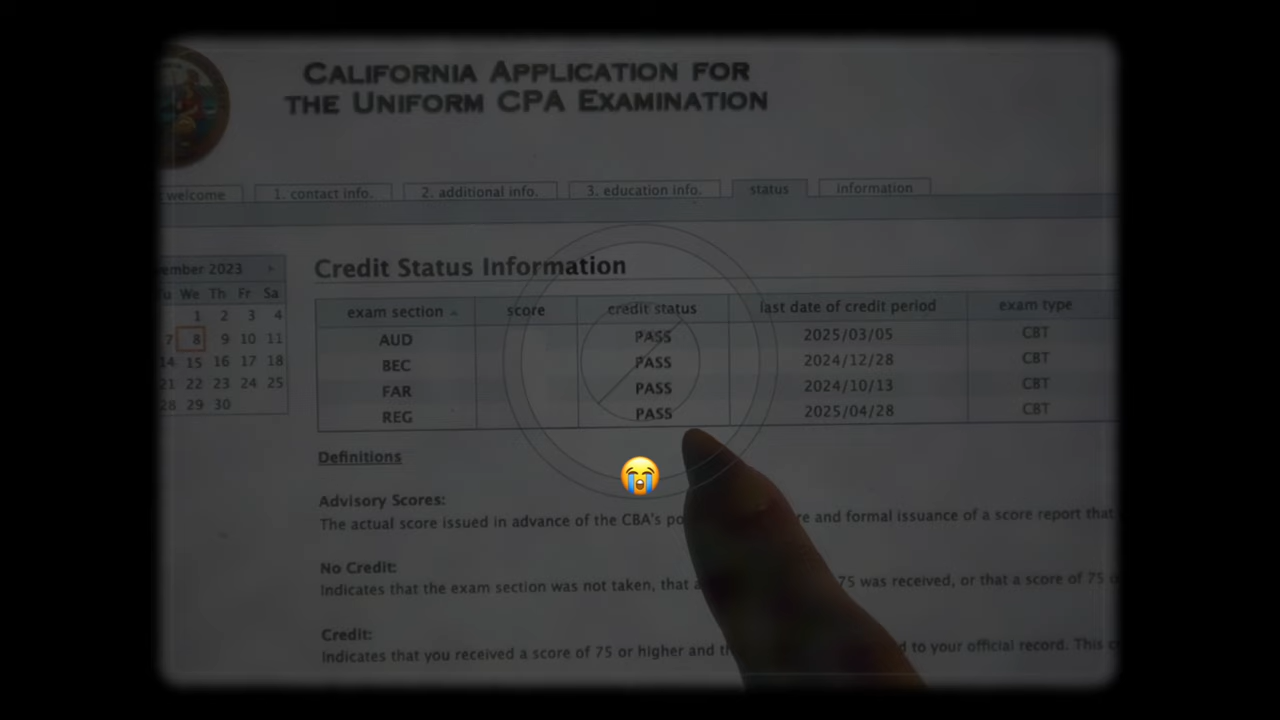 CALIFORNIA APPLICATION FOR
THE UNIFORM CPA EXAMINATION
welcome 1. contact info. 2. additional info. 3. education info. status information
ember 2023
We Th Fr Sa
1 2 3 4
7 8 9 10 11
14 15 16 17 18
21 22 23 24 25
28 29 30
Credit Status Information
exam section score credit status last date of credit period exam type
AUD PASS 2025/03/05 CBT
BEC PASS 2024/12/28 CBT
FAR PASS 2024/10/13 CBT
REG PASS 2025/04/28 CBT
Definitions
😭
Advisory Scores:
The actual score issued in advance of the CBA's po re and formal issuance of a score report that
No Credit:
Indicates that the exam section was not taken, that a 75 was received, or that a score of 75 o
Credit:
Indicates that you received a score of 75 or higher and th d to your official record. This c